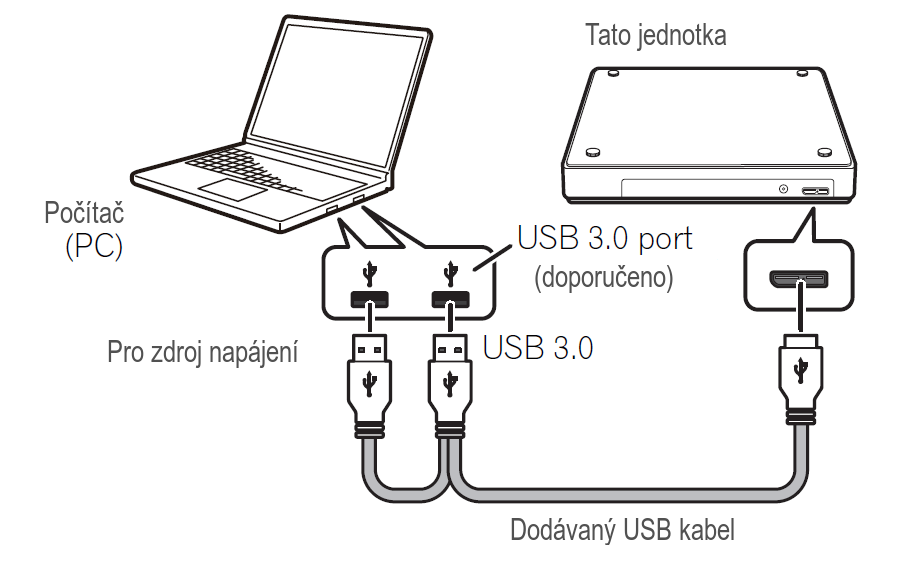 Tato jednotka
Počítač
(PC)
USB 3.0 port
(doporučeno)
Pro zdroj napájení
USB 3.0
Dodávaný USB kabel